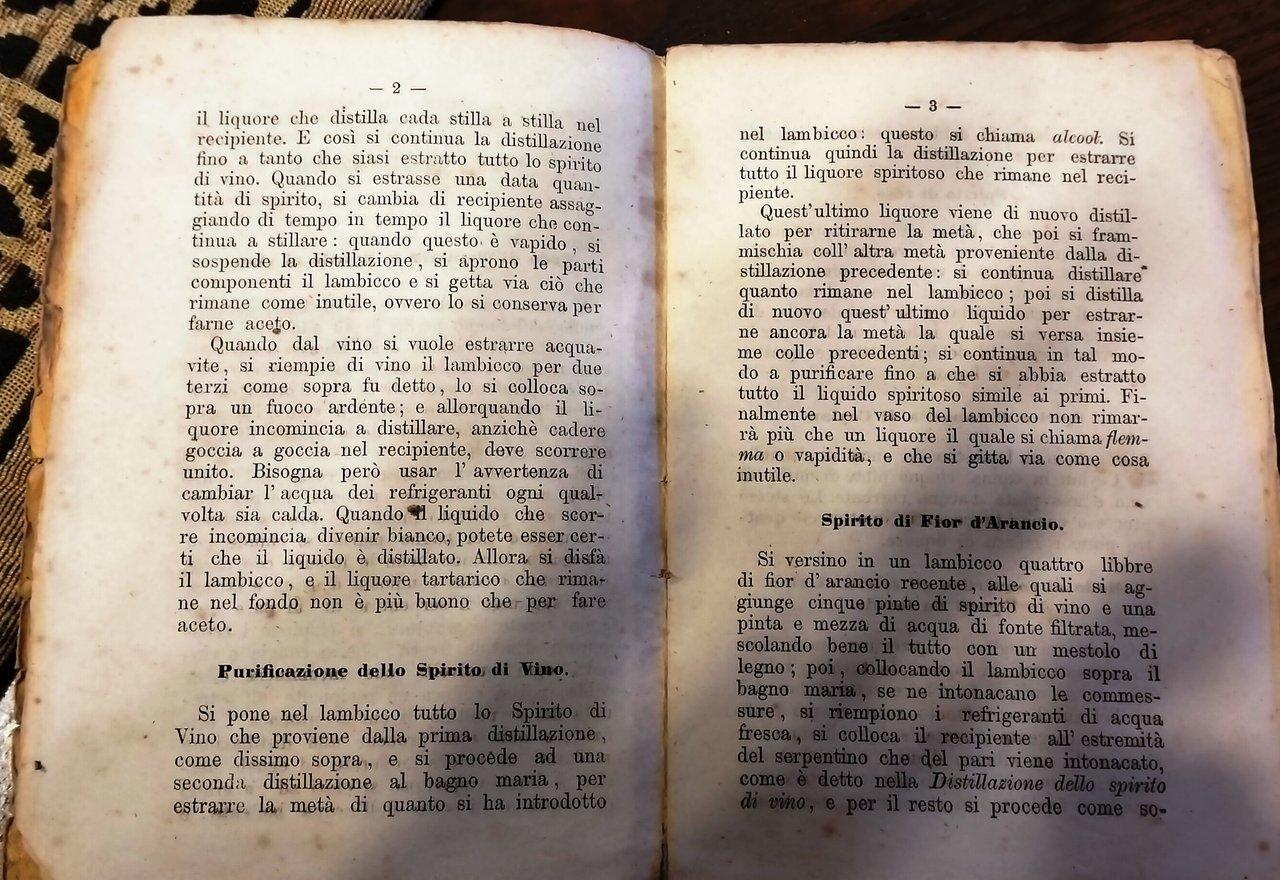 — 2 —
il liquore che distilla cada stilla a stilla nel
recipiente. E così si continua la distillazione
fino a tanto che siasi estratto tutto lo spirito
di vino. Quando si estrasse una data quan-
tità di spirito, si cambia di recipiente assag-
giando di tempo in tempo il liquore che con-
tinua a stillare: quando questo è vapido, si
sospende la distillazione, si aprono le parti
componenti il lambicco e si getta via ciò che
rimane come inutile, ovvero lo si conserva per
farne aceto.
Quando dal vino si vuole estrarre acqua-
vite, si riempie di vino il lambicco per due
terzi come sopra fu detto, lo si colloca so-
pra un fuoco ardente; e allorquando il li-
quore incomincia a distillare, anzichè cadere
goccia a goccia nel recipiente, deve scorrere
unito. Bisogna però usar l'avvertenza di
cambiar l'acqua dei refrigeranti ogni qual-
volta sia calda. Quando il liquido che scor-
re incomincia divenir bianco, potete esser cer-
ti che il liquido è distillato. Allora si disfà
il lambicco, e il liquore tartarico che rima-
ne nel fondo non è più buono che per fare
aceto.
Purificazione dello Spirito di Vino.
Si pone nel lambicco tutto lo Spirito di
Vino che proviene dalla prima distillazione,
come dissimo sopra, e si procede ad una
seconda distillazione al bagno maria, per
estrarre la metà di quanto si ha introdotto
— 3 —
nel lambicco: questo si chiama alcool. Si
continua quindi la distillazione per estrarre
tutto il liquore spiritoso che rimane nel reci-
piente.
Quest'ultimo liquore viene di nuovo distil-
lato per ritirarne la metà, che poi si fram-
mischia coll'altra metà proveniente dalla di-
stillazione precedente: si continua distillare
quanto rimane nel lambicco; poi si distilla
di nuovo quest'ultimo liquido per estrar-
ne ancora la metà la quale si versa insie-
me colle precedenti; si continua in tal mo-
do a purificare fino a che si abbia estratto
tutto il liquido spiritoso simile ai primi. Fi-
nalmente nel vaso del lambicco non rimar-
rà più che un liquore il quale si chiama flem-
ma o vapidità, e che si gitta via come cosa
inutile.
Spirito di Fior d'Arancio.
Si versino in un lambicco quattro libbre
di fior d'arancio recente, alle quali si ag-
giunge cinque pinte di spirito di vino e una
pinta e mezza di acqua di fonte filtrata, me-
scolando bene il tutto con un mestolo di
legno; poi, collocando il lambicco sopra il
bagno maria, se ne intonacano le commes-
sure, si riempiono i refrigeranti di acqua
fresca, si colloca il recipiente all'estremità
del serpentino che del pari viene intonacato,
come è detto nella Distillazione dello spirito
di vino, e per il resto si procede come so-